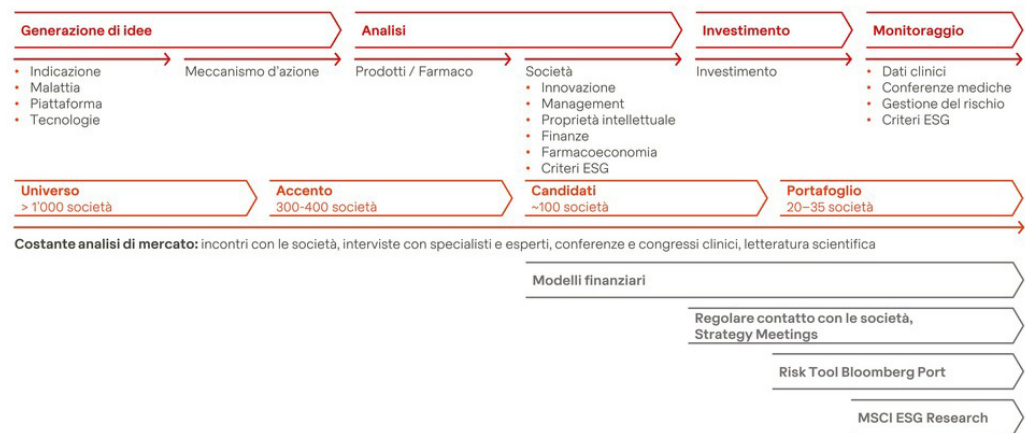 Generazione di idee
Analisi
Investimento
Monitoraggio
• Indicazione
• Malattia
• Piattaforma
• Tecnologie
Meccanismo d'azione
Prodotti / Farmaco
Società
• Innovazione
• Management
• Proprietà intellettuale
• Finanze
• Farmacoeconomia
• Criteri ESG
Investimento
• Dati clinici
• Conferenze mediche
• Gestione del rischio
• Criteri ESG
Universo
> 1'000 società
Accento
300-400 società
Candidati
~100 società
Portafoglio
20–35 società
Costante analisi di mercato: incontri con le società, interviste con specialisti e esperti, conferenze e congressi clinici, letteratura scientifica
Modelli finanziari
Regolare contatto con le società,
Strategy Meetings
Risk Tool Bloomberg Port
MSCI ESG Research